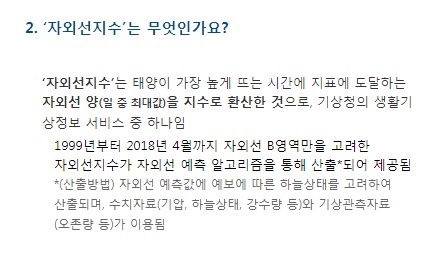 2. ‘자외선지수’는 무엇인가요?
‘자외선지수’는 태양이 가장 높게 뜨는 시간에 지표에 도달하는
자외선 양(일 중 최대값)을 지수로 환산한 것으로, 기상청의 생활기
상정보 서비스 중 하나임
1999년부터 2018년 4월까지 자외선 B영역만을 고려한
자외선지수가 자외선 예측 알고리즘을 통해 산출*되어 제공됨
*(산출방법) 자외선 예측값에 예보에 따른 하늘상태를 고려하여
산출되며, 수치자료(기압, 하늘상태, 강수량 등)와 기상관측자료
(오존량 등)가 이용됨